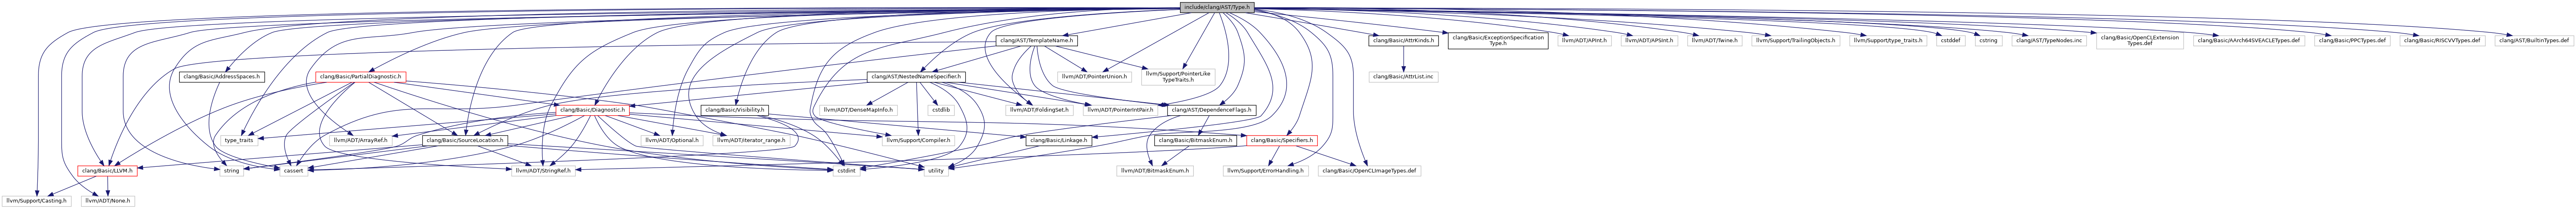 include/clang/AST/Type.h
clang/AST/TemplateName.h
clang/Basic/AttrKinds.h
clang/Basic/ExceptionSpecification
Type.h
llvm/ADT/APInt.h
llvm/ADT/APSInt.h
llvm/ADT/Twine.h
llvm/Support/TrailingObjects.h
llvm/Support/type_traits.h
cstddef
cstring
clang/AST/TypeNodes.inc
clang/Basic/OpenCLExtension
Types.def
clang/Basic/AArch64SVEACLETypes.def
clang/Basic/PPCTypes.def
clang/Basic/RISCVVTypes.def
clang/AST/BuiltinTypes.def
clang/Basic/AddressSpaces.h
clang/Basic/PartialDiagnostic.h
clang/AST/NestedNameSpecifier.h
llvm/ADT/PointerUnion.h
llvm/Support/PointerLike
TypeTraits.h
clang/Basic/AttrList.inc
clang/Basic/Diagnostic.h
clang/Basic/Visibility.h
llvm/ADT/DenseMapInfo.h
cstdlib
llvm/ADT/FoldingSet.h
llvm/ADT/PointerIntPair.h
clang/AST/DependenceFlags.h
type_traits
llvm/ADT/ArrayRef.h
clang/Basic/SourceLocation.h
llvm/ADT/Optional.h
llvm/ADT/iterator_range.h
llvm/Support/Compiler.h
clang/Basic/Linkage.h
clang/Basic/BitmaskEnum.h
clang/Basic/Specifiers.h
clang/Basic/LLVM.h
string
cassert
llvm/ADT/StringRef.h
cstdint
utility
llvm/ADT/BitmaskEnum.h
llvm/Support/ErrorHandling.h
clang/Basic/OpenCLImageTypes.def
llvm/Support/Casting.h
llvm/ADT/None.h